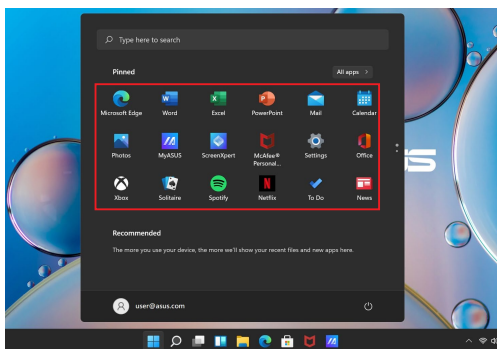 Type here to search
Pinned
All apps >
Microsoft Edge
Word
Excel
PowerPoint
Mail
Calendar
Photos
MyASUS
ScreenXpert
McAfee®
Personal...
Settings
Office
Xbox
Solitaire
Spotify
Netflix
To Do
News
Recommended
The more you use your device, the more we'll show your recent files and new apps here.
user@asus.com